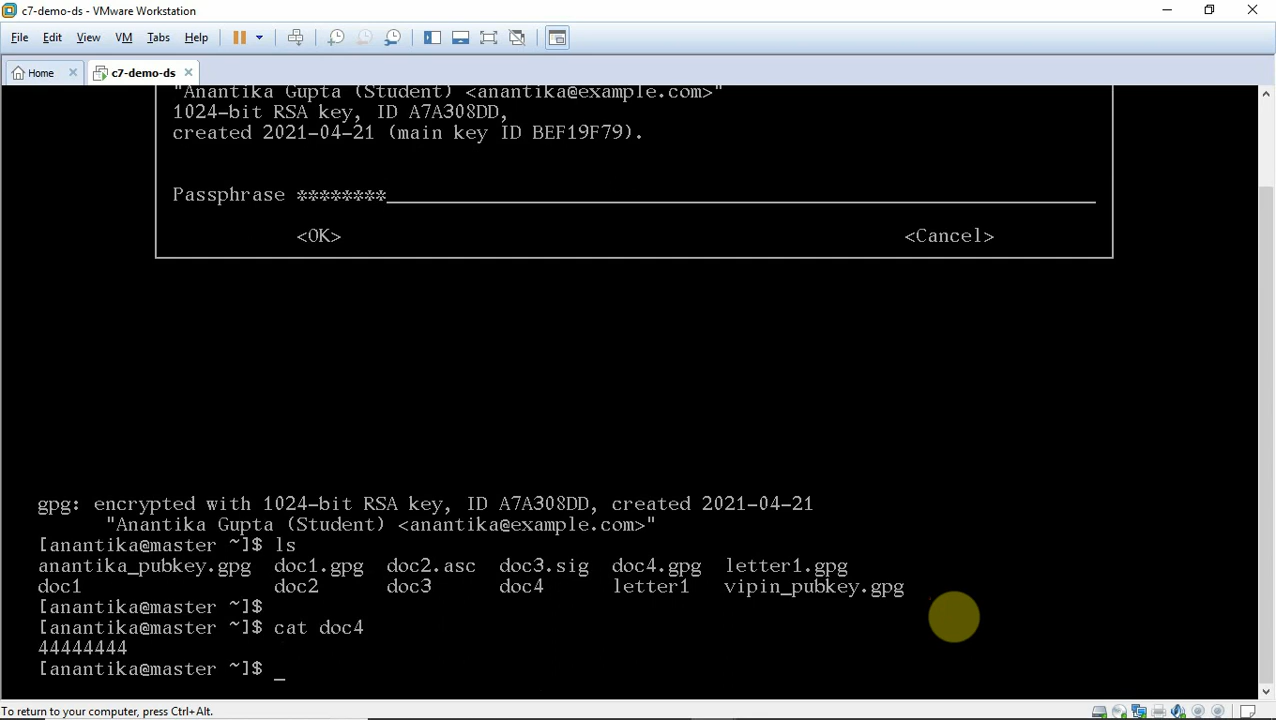 c7-demo-ds - VMware Workstation
File Edit View VM Tabs Help
Home c7-demo-ds
"Anantika Gupta (Student) <anantika@example.com>"
1024-bit RSA key, ID A7A308DD,
created 2021-04-21 (main key ID BEF19F79).
Passphrase ********
<OK> <Cancel>
gpg: encrypted with 1024-bit RSA key, ID A7A308DD, created 2021-04-21
"Anantika Gupta (Student) <anantika@example.com>"
[anantika@master ~]$ ls
anantika_pubkey.gpg doc1.gpg doc2.asc doc3.sig doc4.gpg letter1.gpg
doc1 doc2 doc3 doc4 letter1 vipin_pubkey.gpg
[anantika@master ~]$
[anantika@master ~]$ cat doc4
44444444
[anantika@master ~]$ _
To return to your computer, press Ctrl+Alt.